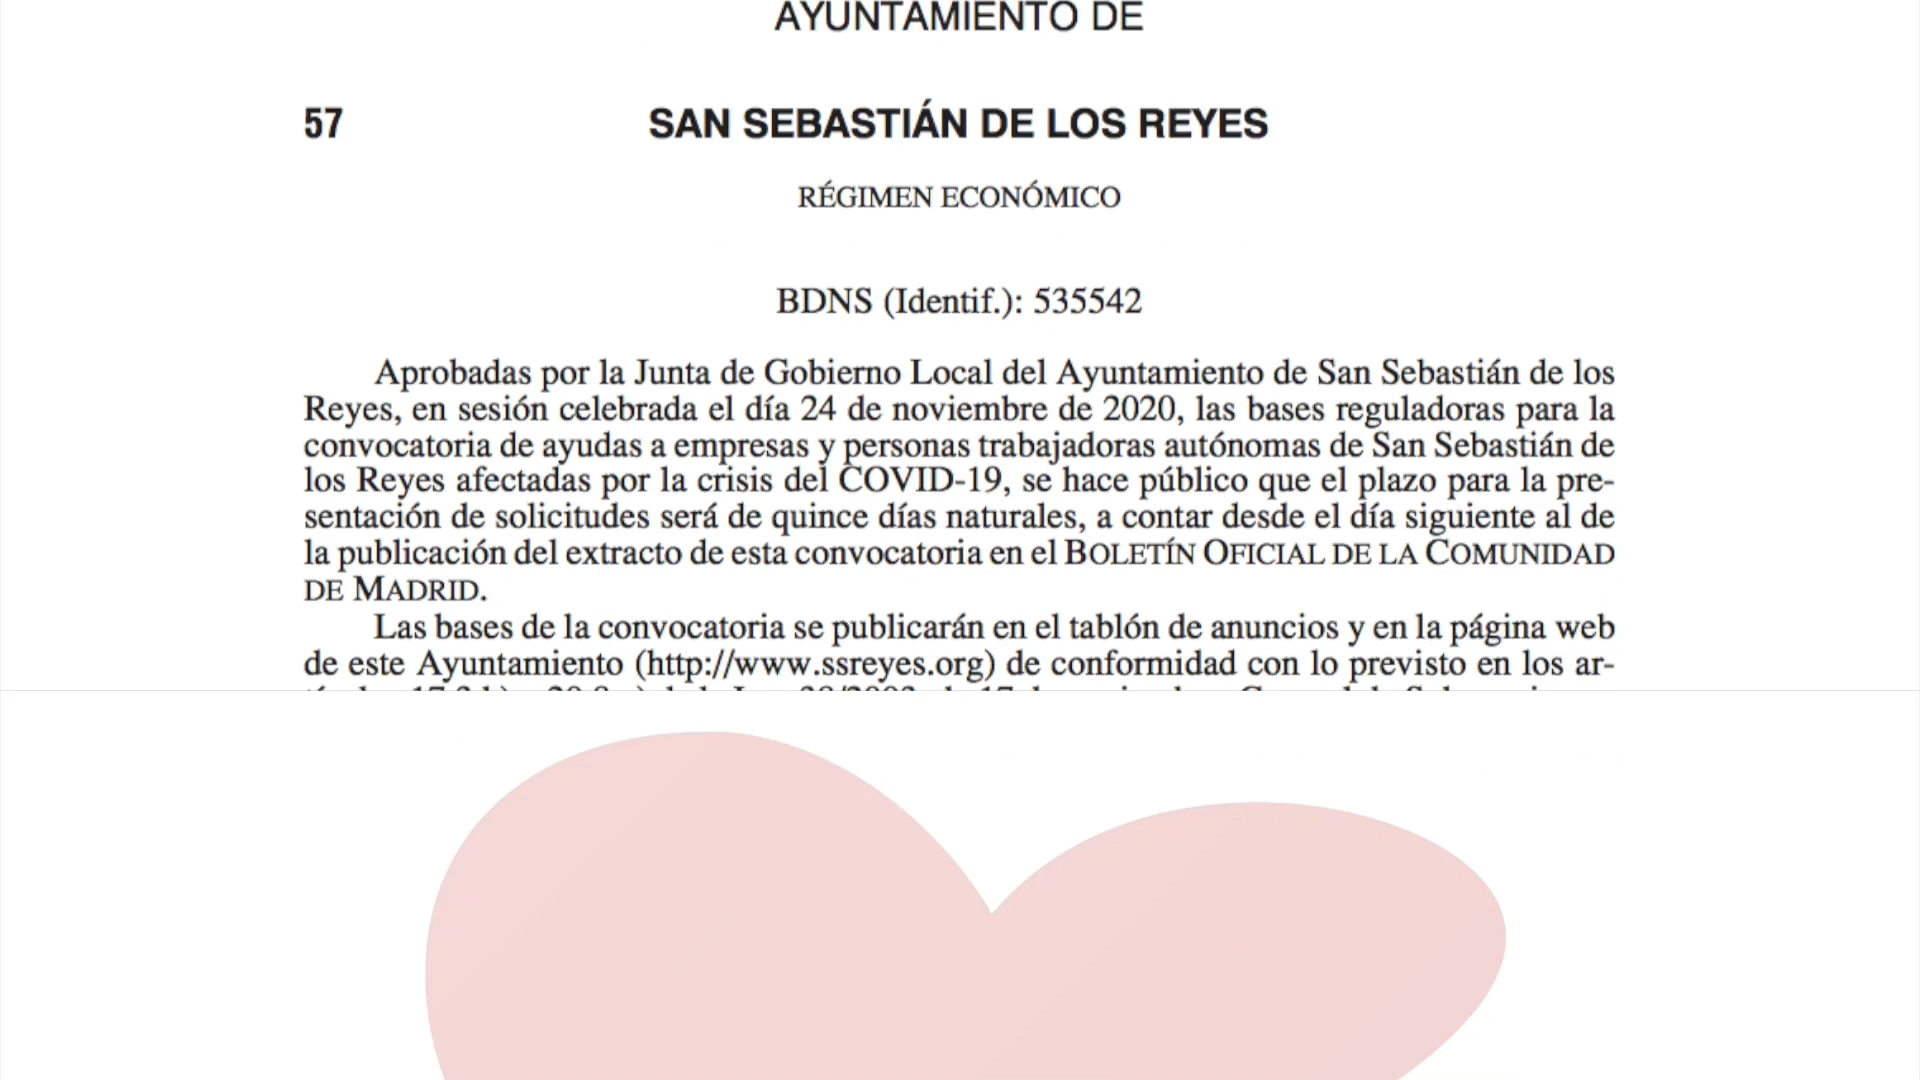 AYUNTAMIENTO DE
57 SAN SEBASTIÁN DE LOS REYES
RÉGIMEN ECONÓMICO
BDNS (Identif.): 535542
Aprobadas por la Junta de Gobierno Local del Ayuntamiento de San Sebastián de los
Reyes, en sesión celebrada el día 24 de noviembre de 2020, las bases reguladoras para la
convocatoria de ayudas a empresas y personas trabajadoras autónomas de San Sebastián de
los Reyes afectadas por la crisis del COVID-19, se hace público que el plazo para la pre-
sentación de solicitudes será de quince días naturales, a contar desde el día siguiente al de
la publicación del extracto de esta convocatoria en el BOLETÍN OFICIAL DE LA COMUNIDAD
DE MADRID.
Las bases de la convocatoria se publicarán en el tablón de anuncios y en la página web
de este Ayuntamiento (http://www.ssreyes.org) de conformidad con lo previsto en los ar-